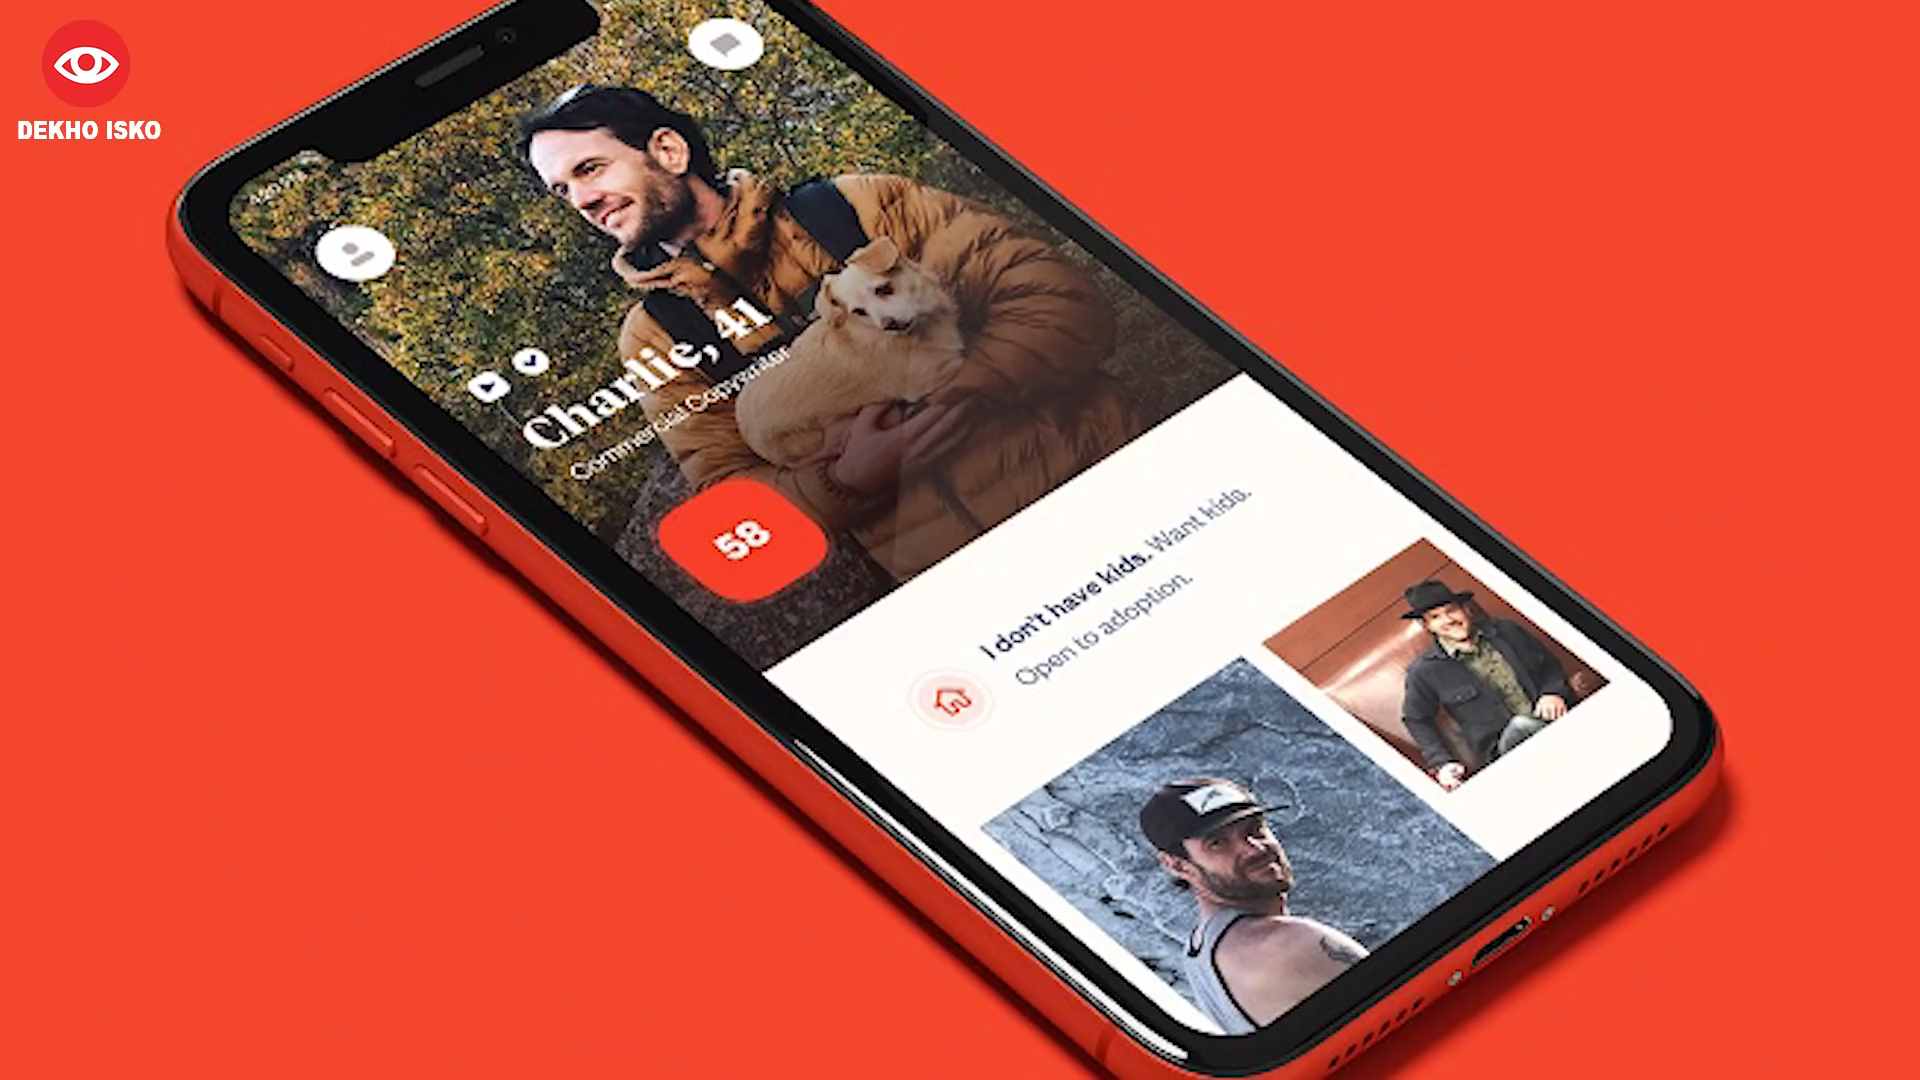 DEKHO ISKO
Charlie, 41
Commercial Copywriter
58
I don't have kids. Want kids.
Open to adoption.